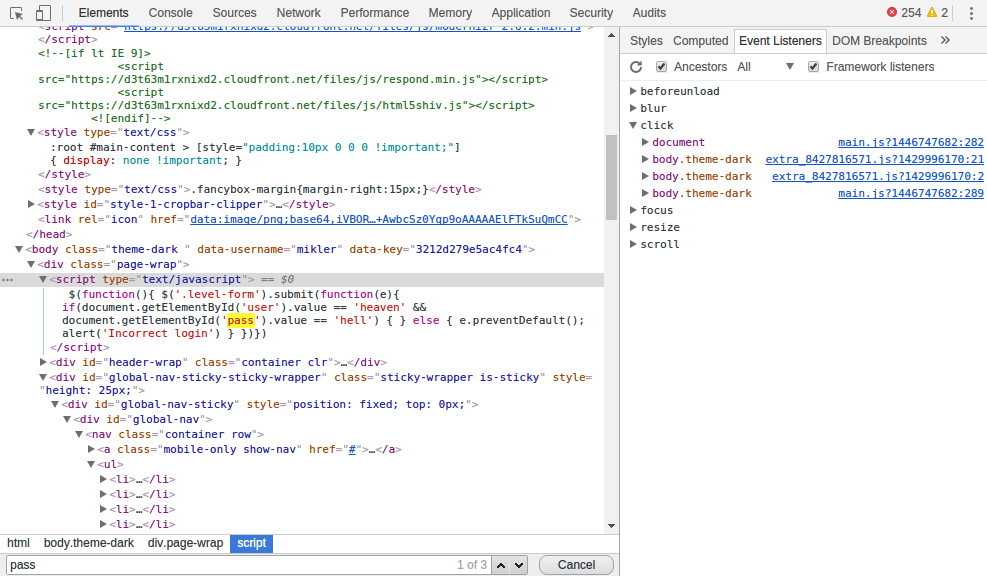 Elements Console Sources Network Performance Memory Application Security Audits 254 2
<script src="https://d3t63m1rxnixd2.cloudfront.net/files/js/modernizr-2.6.2.min.js">
</script>
<!--[if lt IE 9]>
<script
src="https://d3t63m1rxnixd2.cloudfront.net/files/js/respond.min.js"></script>
<script
src="https://d3t63m1rxnixd2.cloudfront.net/files/js/html5shiv.js"></script>
<![endif]-->
<style type="text/css">
:root #main-content > [style="padding:10px 0 0 0 !important;"]
{ display: none !important; }
</style>
<style type="text/css">.fancybox-margin{margin-right:15px;}</style>
<style id="style-1-cropbar-clipper">…</style>
<link rel="icon" href="data:image/png;base64,iVBOR…+AwbcSz0Yqp9oAAAAAElFTkSuQmCC">
</head>
<body class="theme-dark " data-username="mikler" data-key="3212d279e5ac4fc4">
<div class="page-wrap">
… <script type="text/javascript"> == $0
$(function(){ $('.level-form').submit(function(e){
if(document.getElementById('user').value == 'heaven' &&
document.getElementById('pass').value == 'hell') { } else { e.preventDefault();
alert('Incorrect login') } })})
</script>
<div id="header-wrap" class="container clr">…</div>
<div id="global-nav-sticky-sticky-wrapper" class="sticky-wrapper is-sticky" style=
"height: 25px;">
<div id="global-nav-sticky" style="position: fixed; top: 0px;">
<div id="global-nav">
<nav class="container row">
<a class="mobile-only show-nav" href="#">…</a>
<ul>
<li>…</li>
<li>…</li>
<li>…</li>
<li>…</li>
html body.theme-dark div.page-wrap script
pass 1 of 3 Cancel
Styles Computed Event Listeners DOM Breakpoints »
Ancestors All Framework listeners
beforeunload
blur
click
document main.js?1446747682:282
body.theme-dark extra_8427816571.js?1429996170:21
body.theme-dark extra_8427816571.js?1429996170:2
body.theme-dark main.js?1446747682:289
focus
resize
scroll